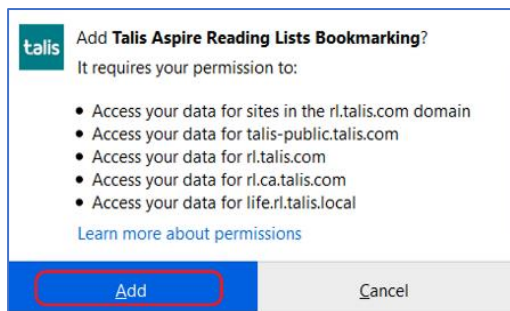 talis
Add Talis Aspire Reading Lists Bookmarking?
It requires your permission to:
• Access your data for sites in the rl.talis.com domain
• Access your data for talis-public.talis.com
• Access your data for rl.talis.com
• Access your data for rl.ca.talis.com
• Access your data for life.rl.talis.local
Learn more about permissions
Add
Cancel